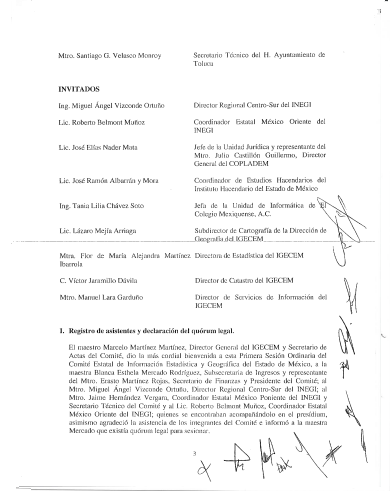 3
Mtro. Santiago G. Velasco Monroy Secretario Técnico del H. Ayuntamiento de
Toluca
INVITADOS
Ing. Miguel Ángel Vizconde Ortuño Director Regional Centro-Sur del INEGI
Lic. Roberto Belmont Muñoz Coordinador Estatal México Oriente del
INEGI
Lic. José Elías Nader Mata Jefe de la Unidad Jurídica y representante del
Mtro. Julio Castillón Guillermo, Director
General del COPLADEM
Lic. José Ramón Albarrán y Mora Coordinador de Estudios Hacendarios del
Instituto Hacendario del Estado de México
Ing. Tania Lilia Chávez Soto Jefa de la Unidad de Informática de El
Colegio Mexiquense, A.C.
Lic. Lázaro Mejía Arriaga Subdirector de Cartografía de la Dirección de
Geografía del IGECEM
Mtra. Flor de María Alejandra Martínez Directora de Estadística del IGECEM
Ibarrola
C. Víctor Jaramillo Dávila Director de Catastro del IGECEM
Mtro. Manuel Lara Garduño Director de Servicios de Información del
IGECEM
1. Registro de asistentes y declaración del quórum legal.
El maestro Marcelo Martínez Martínez, Director General del IGECEM y Secretario de
Actas del Comité, dio la más cordial bienvenida a esta Primera Sesión Ordinaria del
Comité Estatal de Información Estadística y Geográfica del Estado de México, a la
maestra Blanca Esthela Mercado Rodríguez, Subsecretaria de Ingresos y representante
del Mtro. Erasto Martínez Rojas, Secretario de Finanzas y Presidente del Comité; al
Mtro. Miguel Ángel Vizconde Ortuño, Director Regional Centro-Sur del INEGI; al
Mtro. Jaime Hernández Vergara, Coordinador Estatal México Poniente del INEGI y
Secretario Técnico del Comité y al Lic. Roberto Belmont Muñoz, Coordinador Estatal
México Oriente del INEGI; quienes se encontraban acompañándolo en el presídium,
asimismo agradeció la asistencia de los integrantes del Comité e informó a la maestra
Mercado que existía quórum legal para sesionar.
3